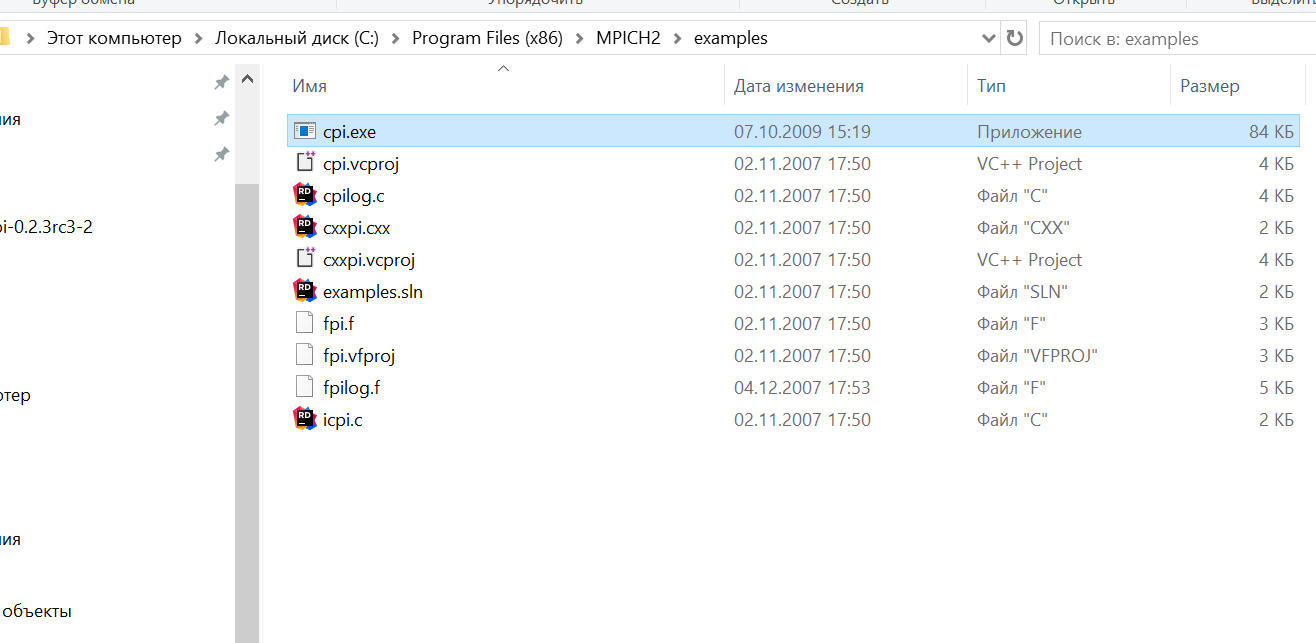 Буфер обмена Упорядочить Создать Открыть Выделить
Этот компьютер Локальный диск (C:) Program Files (x86) MPICH2 examples Поиск в: examples
Имя Дата изменения Тип Размер
cpi.exe 07.10.2009 15:19 Приложение 84 КБ
cpi.vcproj 02.11.2007 17:50 VC++ Project 4 КБ
cpilog.c 02.11.2007 17:50 Файл "C" 4 КБ
cxxpi.cxx 02.11.2007 17:50 Файл "CXX" 2 КБ
cxxpi.vcproj 02.11.2007 17:50 VC++ Project 4 КБ
examples.sln 02.11.2007 17:50 Файл "SLN" 2 КБ
fpi.f 02.11.2007 17:50 Файл "F" 3 КБ
fpi.vfproj 02.11.2007 17:50 Файл "VFPROJ" 3 КБ
fpilog.f 04.12.2007 17:53 Файл "F" 5 КБ
icpi.c 02.11.2007 17:50 Файл "C" 2 КБ
ия
pi-0.2.3rc3-2
ютер
ия
объекты